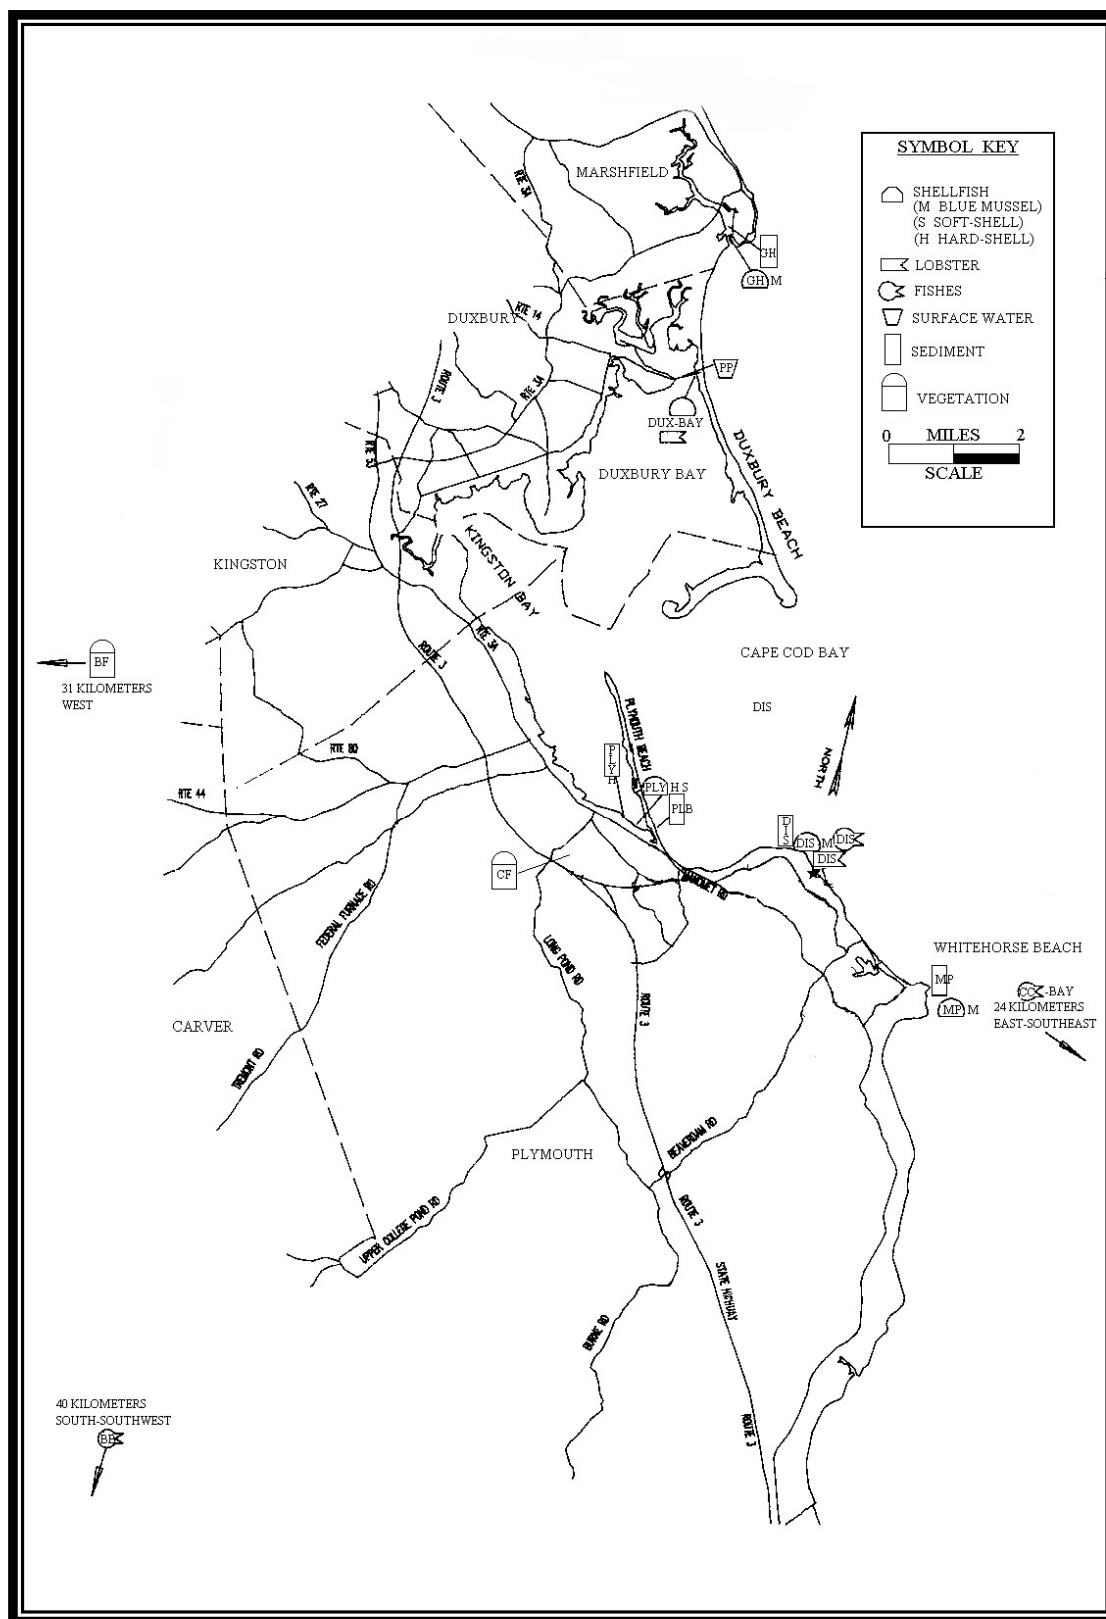 SYMBOL KEY
SHELLFISH
(M BLUE MUSSEL)
(S SOFT-SHELL)
(H HARD-SHELL)
LOBSTER
FISHES
SURFACE WATER
SEDIMENT
VEGETATION
0 MILES 2
SCALE
MARSHFIELD
RTE 3A
GH
GH M
DUXBURY
RTE 14
PP
ROUTE 3
RTE 3A
DUX-BAY
DUXBURY BAY
DUXBURY BEACH
RTE 53
RTE 27
KINGSTON
KINGSTON BAY
RTE 3A
ROUTE 3
CAPE COD BAY
BF
31 KILOMETERS
WEST
DIS
PLYMOUTH BEACH
NORTH
RTE 80
RTE 44
PLY H
PLY H S
PLB
DIS
DIS M
DIS
DIS
CF
MANOMET RD
FEDERAL FURNACE RD
LONG POND RD
WHITEHORSE BEACH
MP
MP M
CC -BAY
24 KILOMETERS
EAST-SOUTHEAST
ROUTE 3
CARVER
TREMONT RD
BEAVERDAM RD
PLYMOUTH
UPPER COLLEGE POND RD
ROUTE 3
STATE HIGHWAY
ROUTE 3
40 KILOMETERS
SOUTH-SOUTHWEST